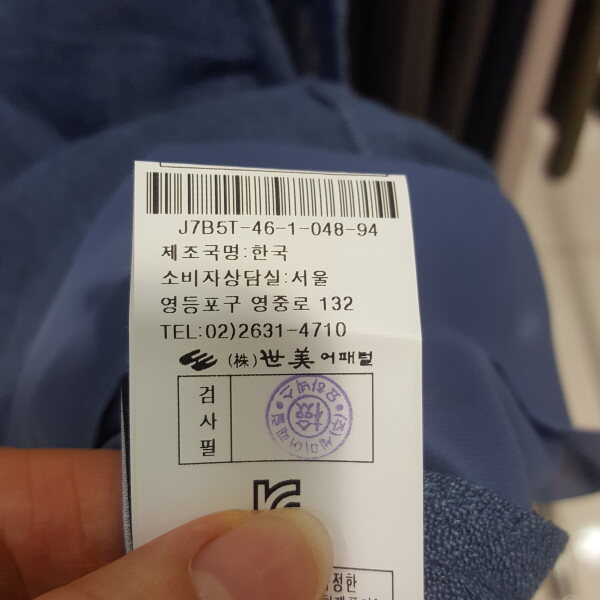 J7B5T-46-1-048-94
제조국명:한국
소비자상담실:서울
영등포구 영중로 132
TEL:02)2631-4710
(株)世美어패럴
검
사
필
檢